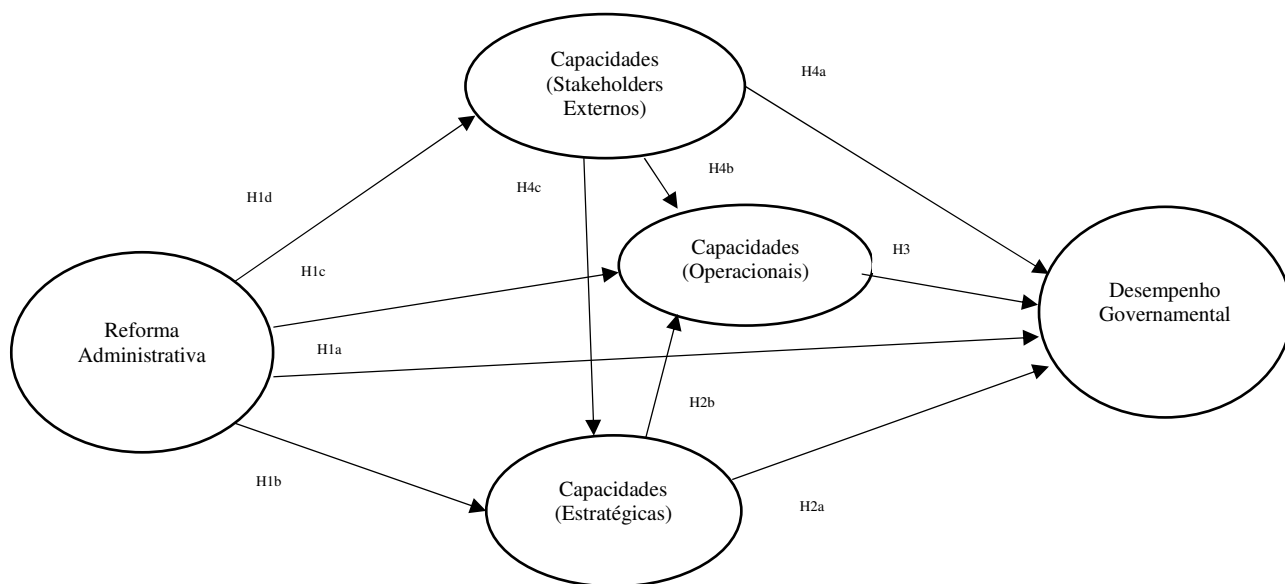 Capacidades
(Stakeholders
Externos)
H4a
H4b
H4c
H1d
Capacidades
(Operacionais)
H3
H1c
Desempenho
Governamental
Reforma
Administrativa
H1a
H2b
H1b
Capacidades
(Estratégicas)
H2a